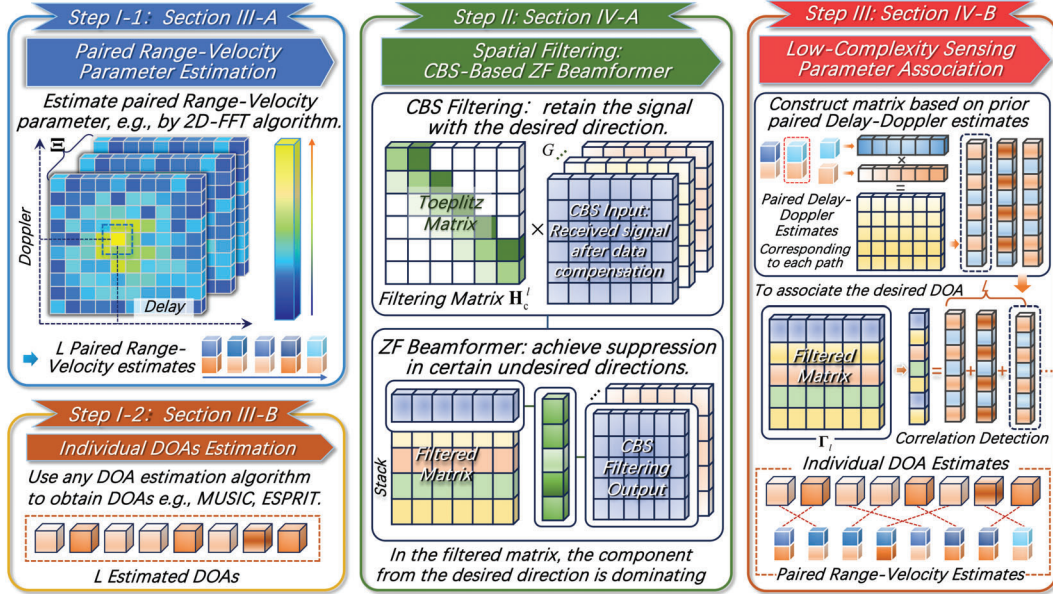 Step I-1: Section III-A
Paired Range-Velocity
Parameter Estimation
Estimate paired Range-Velocity
parameter, e.g., by 2D-FFT algorithm.
Ξ
Doppler
Delay
L Paired Range-
Velocity estimates
Step I-2: Section III-B
Individual DOAs Estimation
Use any DOA estimation algorithm
to obtain DOAs e.g., MUSIC, ESPRIT.
L Estimated DOAs
Step II: Section IV-A
Spatial Filtering:
CBS-Based ZF Beamformer
CBS Filtering: retain the signal
with the desired direction.
G
Toeplitz
Matrix
×
CBS Input:
Received signal
after data
compensation
Filtering Matrix H_c^l
ZF Beamformer: achieve suppression
in certain undesired directions.
Stack
Filtered
Matrix
CBS
Filtering
Output
In the filtered matrix, the component
from the desired direction is dominating
Step III: Section IV-B
Low-Complexity Sensing
Parameter Association
Construct matrix based on prior
paired Delay-Doppler estimates
×
=
Paired Delay-
Doppler
Estimates
Corresponding
to each path
To associate the desired DOA
L
Filtered
Matrix
= + + ...
Γ_l
Correlation Detection
Individual DOA Estimates
Paired Range-Velocity Estimates